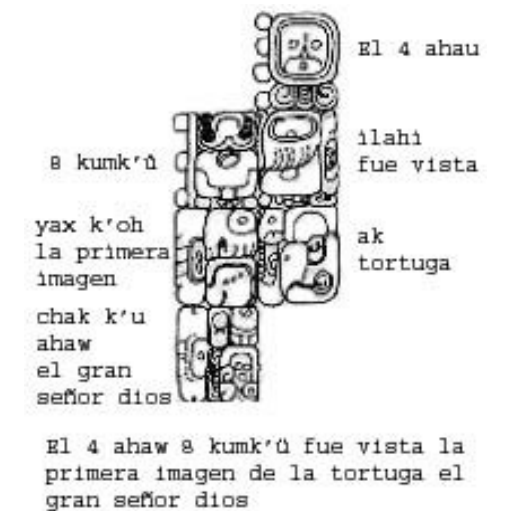 El 4 ahau
ilahi
fue vista
8 kumk'ú
yax k'oh
la primera
imagen
ak
tortuga
chak k'u
ahaw
el gran
señor dios
El 4 ahaw 8 kumk'ú fue vista la
primera imagen de la tortuga el
gran señor dios